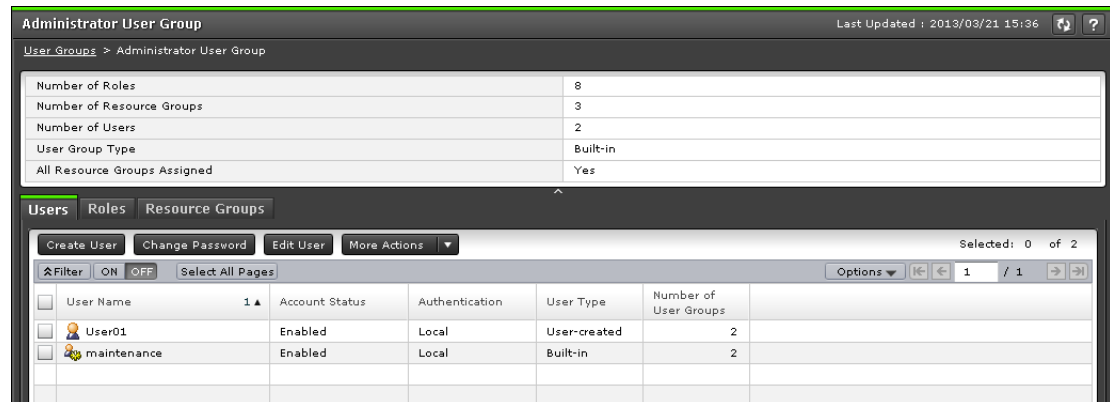 Administrator User Group Last Updated : 2013/03/21 15:36 ?
User Groups > Administrator User Group
Number of Roles 8
Number of Resource Groups 3
Number of Users 2
User Group Type Built-in
All Resource Groups Assigned Yes
Users Roles Resource Groups
Create User Change Password Edit User More Actions Selected: 0 of 2
Filter ON OFF Select All Pages Options 1 / 1
User Name 1 Account Status Authentication User Type Number of
User Groups
User01 Enabled Local User-created 2
maintenance Enabled Local Built-in 2